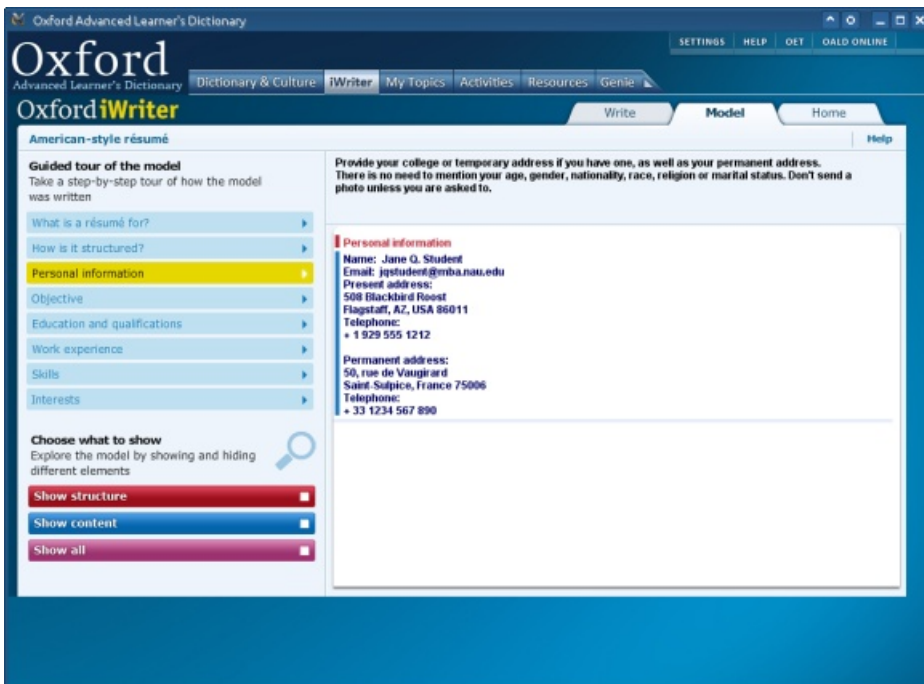 Oxford Advanced Learner's Dictionary
SETTINGS HELP OET OALD ONLINE
Oxford
Advanced Learner's Dictionary
Dictionary & Culture iWriter My Topics Activities Resources Genie
Oxford iWriter
Write Model Home
American-style résumé
Help
Guided tour of the model
Take a step-by-step tour of how the model
was written
What is a résumé for?
How is it structured?
Personal information
Objective
Education and qualifications
Work experience
Skills
Interests
Choose what to show
Explore the model by showing and hiding
different elements
Show structure
Show content
Show all
Provide your college or temporary address if you have one, as well as your permanent address.
There is no need to mention your age, gender, nationality, race, religion or marital status. Don't send a
photo unless you are asked to.
Personal information
Name: Jane Q. Student
Email: jqstudent@mba.nau.edu
Present address:
508 Blackbird Roost
Flagstaff, AZ, USA 86011
Telephone:
+ 1 929 555 1212
Permanent address:
50, rue de Vaugirard
Saint-Sulpice, France 75006
Telephone:
+ 33 1234 567 890